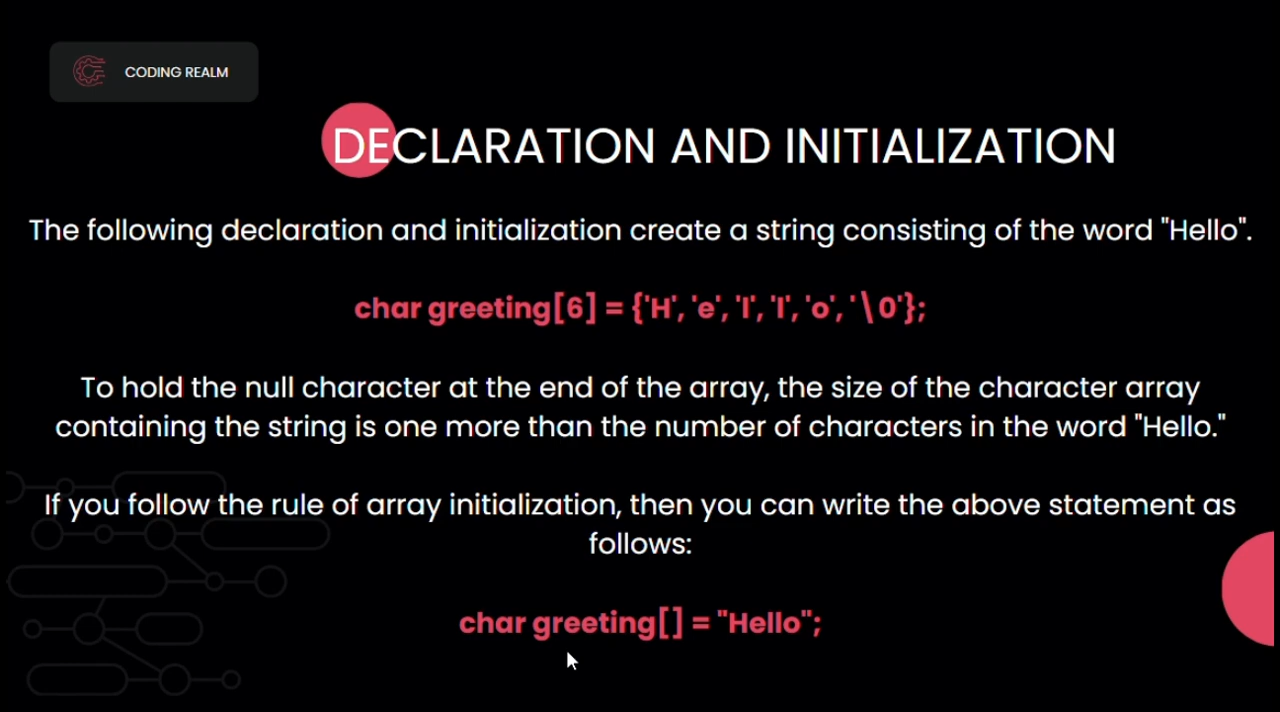 CODING REALM
DECLARATION AND INITIALIZATION
The following declaration and initialization create a string consisting of the word "Hello".
char greeting[6] = {'H', 'e', 'l', 'l', 'o', '\0'};
To hold the null character at the end of the array, the size of the character array
containing the string is one more than the number of characters in the word "Hello."
If you follow the rule of array initialization, then you can write the above statement as
follows:
char greeting[] = "Hello";